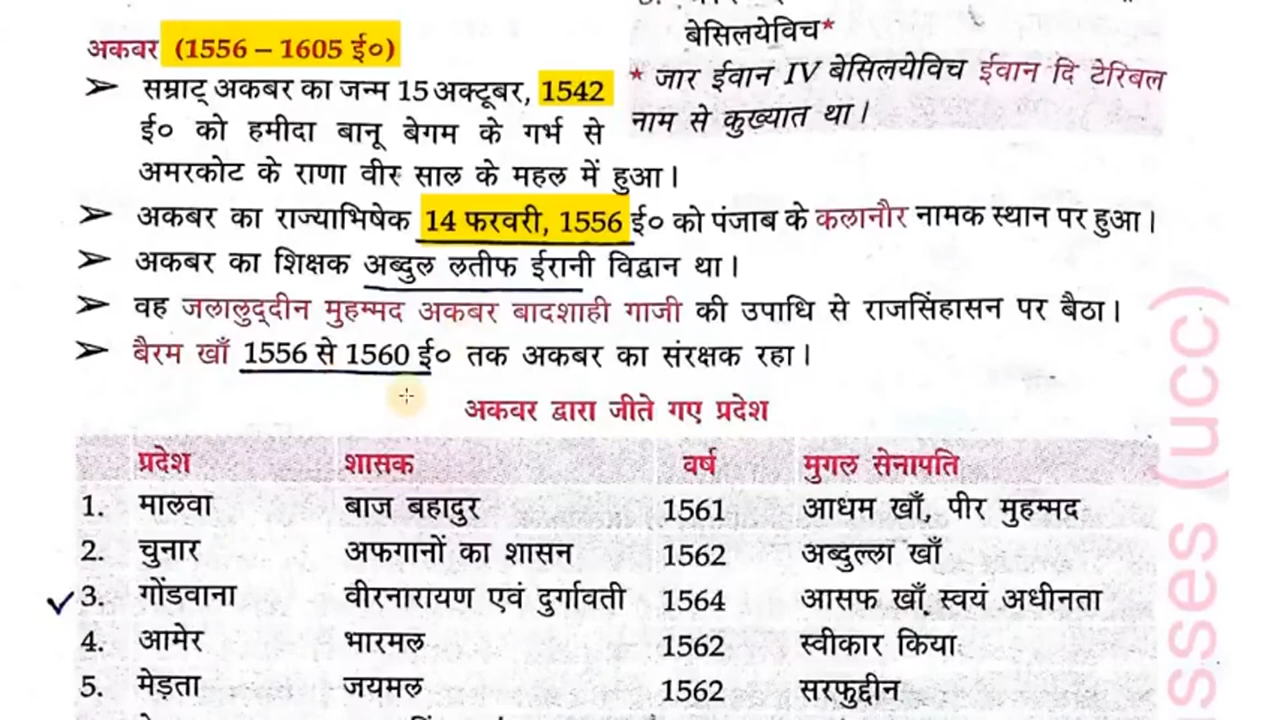 बेसिलयेविच*
* जार ईवान IV बेसिलयेविच ईवान दि टेरिबल
नाम से कुख्यात था।
अकबर (1556 – 1605 ई०)
➢ सम्राट् अकबर का जन्म 15 अक्टूबर, 1542
ई० को हमीदा बानू बेगम के गर्भ से
अमरकोट के राणा वीर साल के महल में हुआ।
➢ अकबर का राज्याभिषेक 14 फरवरी, 1556 ई० को पंजाब के कलानौर नामक स्थान पर हुआ।
➢ अकबर का शिक्षक अब्दुल लतीफ ईरानी विद्वान था।
➢ वह जलालुद्दीन मुहम्मद अकबर बादशाही गाजी की उपाधि से राजसिंहासन पर बैठा।
➢ बैरम खाँ 1556 से 1560 ई० तक अकबर का संरक्षक रहा।
अकबर द्वारा जीते गए प्रदेश
प्रदेश शासक वर्ष मुगल सेनापति
1. मालवा बाज बहादुर 1561 आधम खाँ, पीर मुहम्मद
2. चुनार अफगानों का शासन 1562 अब्दुल्ला खाँ
3. गोंडवाना वीरनारायण एवं दुर्गावती 1564 आसफ खाँ, स्वयं अधीनता
4. आमेर भारमल 1562 स्वीकार किया
5. मेड़ता जयमल 1562 सरफुद्दीन
sses (ucc)